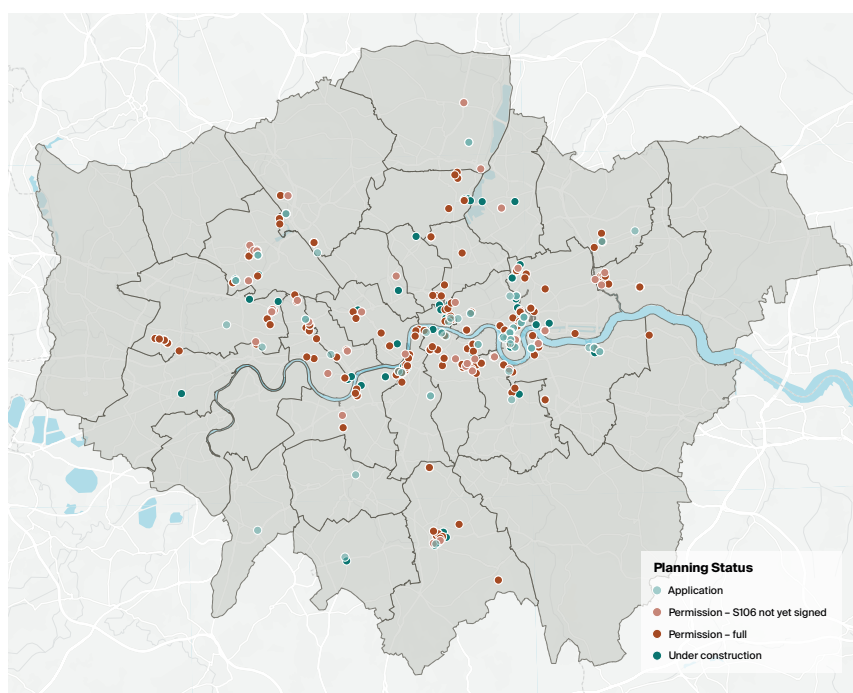 Planning Status
Application
Permission – S106 not yet signed
Permission – full
Under construction